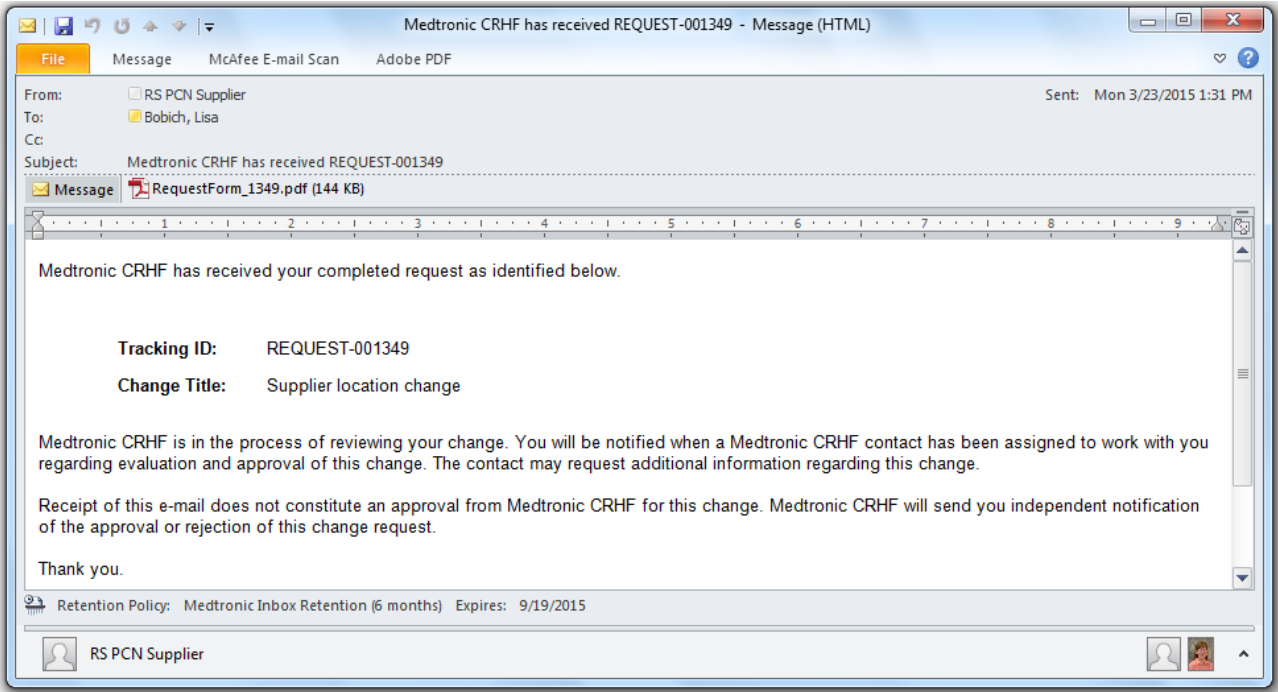 Medtronic CRHF has received REQUEST-001349 - Message (HTML)
File Message McAfee E-mail Scan Adobe PDF
From: RS PCN Supplier Sent: Mon 3/23/2015 1:31 PM
To: Bobich, Lisa
Cc:
Subject: Medtronic CRHF has received REQUEST-001349
Message RequestForm_1349.pdf (144 KB)
1 2 3 4 5 6 7 8 9
Medtronic CRHF has received your completed request as identified below.
Tracking ID: REQUEST-001349
Change Title: Supplier location change
Medtronic CRHF is in the process of reviewing your change. You will be notified when a Medtronic CRHF contact has been assigned to work with you
regarding evaluation and approval of this change. The contact may request additional information regarding this change.
Receipt of this e-mail does not constitute an approval from Medtronic CRHF for this change. Medtronic CRHF will send you independent notification
of the approval or rejection of this change request.
Thank you.
Retention Policy: Medtronic Inbox Retention (6 months) Expires: 9/19/2015
RS PCN Supplier